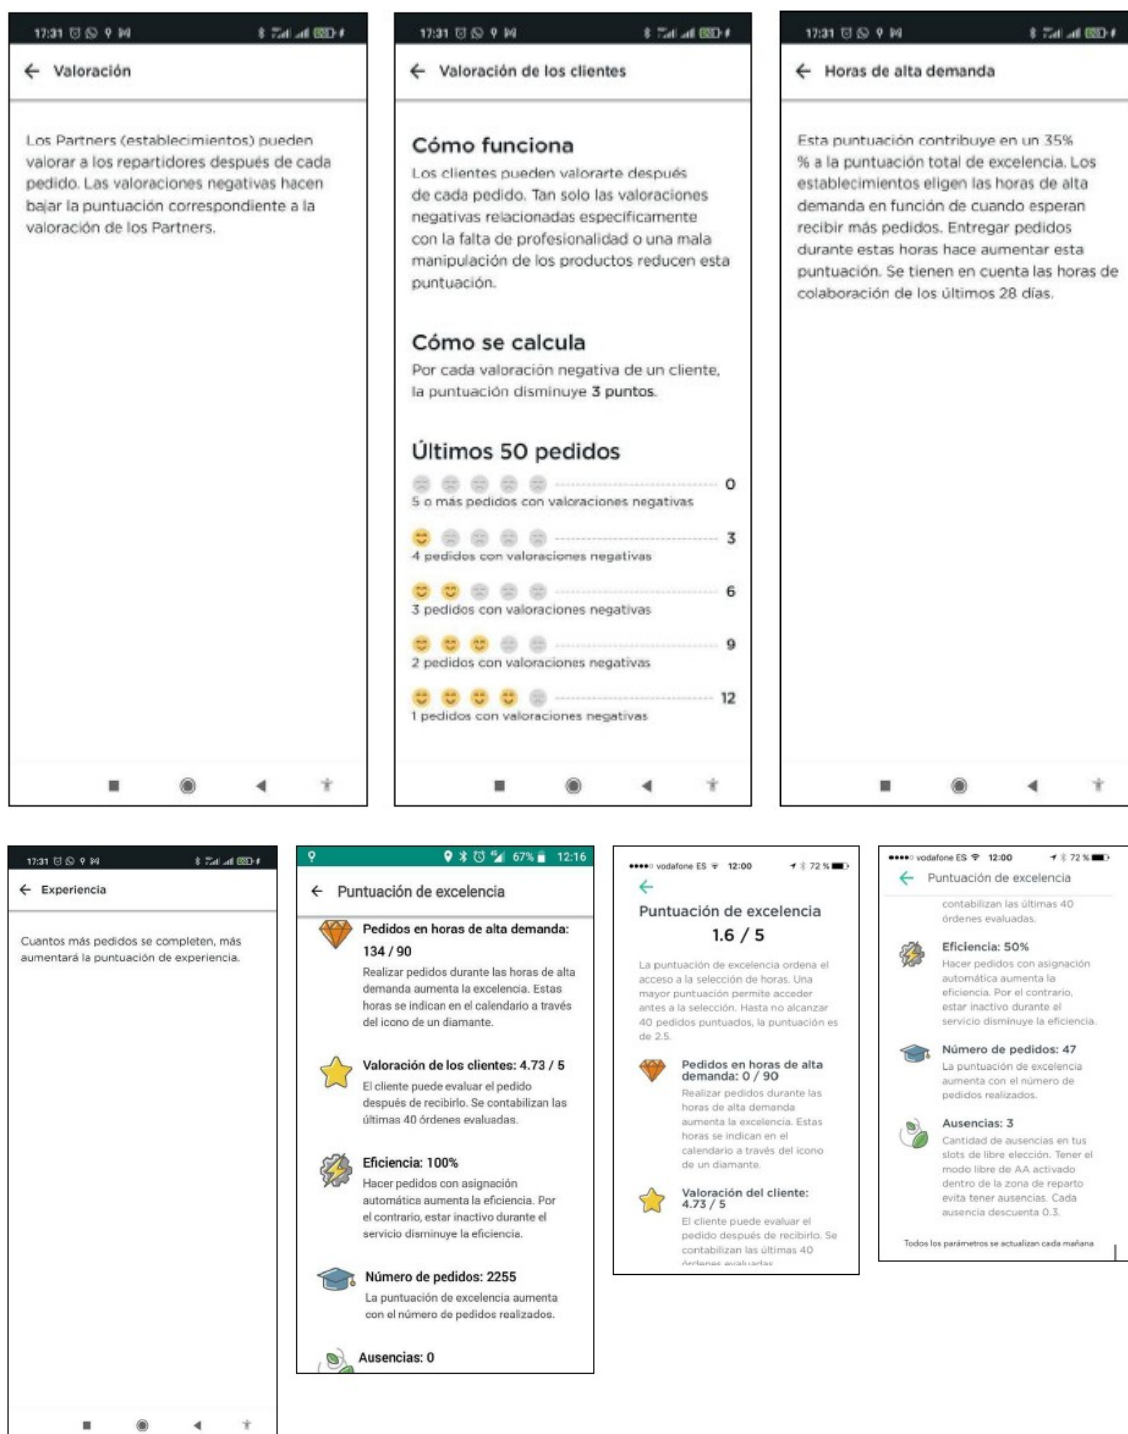 17:31
Valoración
Los Partners (establecimientos) pueden
valorar a los repartidores después de cada
pedido. Las valoraciones negativas hacen
bajar la puntuación correspondiente a la
valoración de los Partners.
17:31
Valoración de los clientes
Cómo funciona
Los clientes pueden valorarte después
de cada pedido. Tan solo las valoraciones
negativas relacionadas específicamente
con la falta de profesionalidad o una mala
manipulación de los productos reducen esta
puntuación.
Cómo se calcula
Por cada valoración negativa de un cliente,
la puntuación disminuye 3 puntos.
Últimos 50 pedidos
0
5 o más pedidos con valoraciones negativas
3
4 pedidos con valoraciones negativas
6
3 pedidos con valoraciones negativas
9
2 pedidos con valoraciones negativas
12
1 pedidos con valoraciones negativas
17:31
Horas de alta demanda
Esta puntuación contribuye en un 35%
% a la puntuación total de excelencia. Los
establecimientos eligen las horas de alta
demanda en función de cuando esperan
recibir más pedidos. Entregar pedidos
durante estas horas hace aumentar esta
puntuación. Se tienen en cuenta las horas de
colaboración de los últimos 28 días.
17:31
Experiencia
Cuantos más pedidos se completen, más
aumentará la puntuación de experiencia.
67% 12:16
Puntuación de excelencia
Pedidos en horas de alta demanda:
134 / 90
Realizar pedidos durante las horas de alta
demanda aumenta la excelencia. Estas
horas se indican en el calendario a través
del icono de un diamante.
Valoración de los clientes: 4.73 / 5
El cliente puede evaluar el pedido
después de recibirlo. Se contabilizan las
últimas 40 órdenes evaluadas.
Eficiencia: 100%
Hacer pedidos con asignación
automática aumenta la eficiencia. Por
el contrario, estar inactivo durante el
servicio disminuye la eficiencia.
Número de pedidos: 2255
La puntuación de excelencia aumenta
con el número de pedidos realizados.
Ausencias: 0
vodafone ES 12:00 72 %
Puntuación de excelencia
1.6 / 5
La puntuación de excelencia ordena el
acceso a la selección de horas. Una
mayor puntuación permite acceder
antes a la selección. Hasta no alcanzar
40 pedidos puntuados, la puntuación es
de 2.5.
Pedidos en horas de alta
demanda: 0 / 90
Realizar pedidos durante las
horas de alta demanda
aumenta la excelencia. Estas
horas se indican en el
calendario a través del icono
de un diamante.
Valoración del cliente:
4.73 / 5
El cliente puede evaluar el
pedido después de recibirlo. Se
contabilizan las últimas 40
órdenes evaluadas
vodafone ES 12:00 72 %
Puntuación de excelencia
contabilizan las últimas 40
órdenes evaluadas.
Eficiencia: 50%
Hacer pedidos con asignación
automática aumenta la
eficiencia. Por el contrario,
estar inactivo durante el
servicio disminuye la eficiencia.
Número de pedidos: 47
La puntuación de excelencia
aumenta con el número de
pedidos realizados.
Ausencias: 3
Cantidad de ausencias en tus
slots de libre elección. Tener el
modo libre de AA activado
dentro de la zona de reparto
evita tener ausencias. Cada
ausencia descuenta 0.3.
Todos los parámetros se actualizan cada mañana